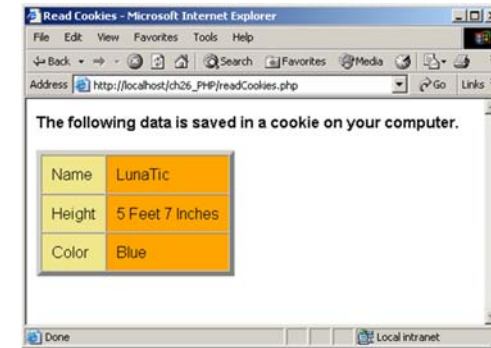 Read Cookies - Microsoft Internet Explorer
File Edit View Favorites Tools Help
Back Search Favorites Media
Address http://localhost/ch26_PHP/readCookies.php Go Links
The following data is saved in a cookie on your computer.
Name LunaTic
Height 5 Feet 7 Inches
Color Blue
Done Local intranet